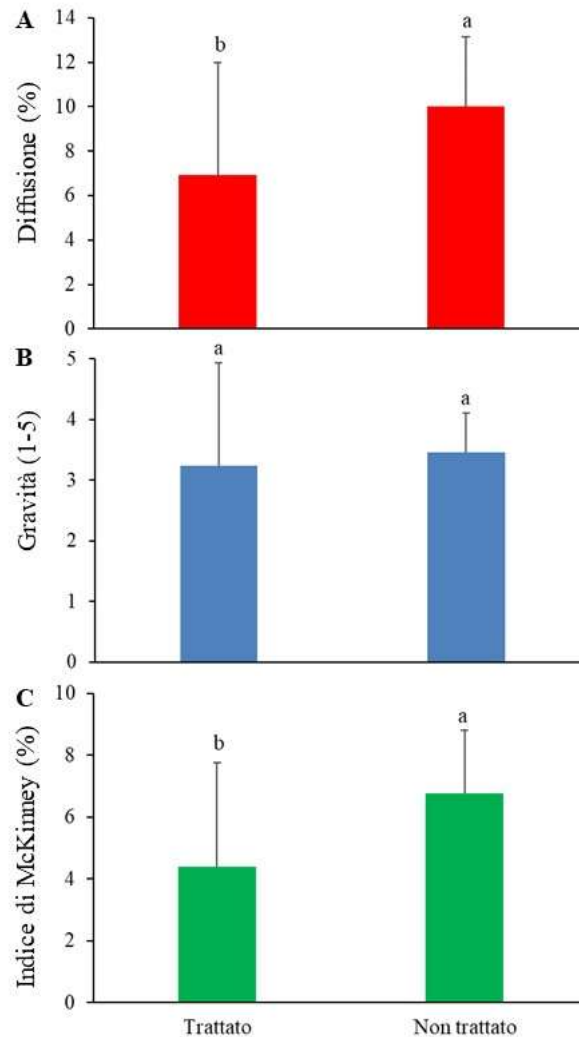 A
Diffusione (%)
14
12
10
8
6
4
2
0
b
a
B
Gravità (1-5)
5
4
3
2
1
0
a
a
C
Indice di McKinney (%)
10
8
6
4
2
0
b
a
Trattato
Non trattato